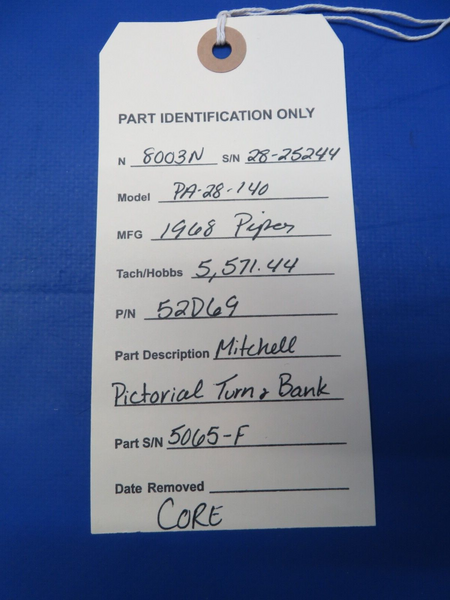 PART IDENTIFICATION ONLY
N 8003N S/N 28-25244
Model PA-28-140
MFG 1968 Piper
Tach/Hobbs 5,571.44
P/N 52D69
Part Description Mitchell
Pictorial Turn & Bank
Part S/N 5065-F
Date Removed
CORE